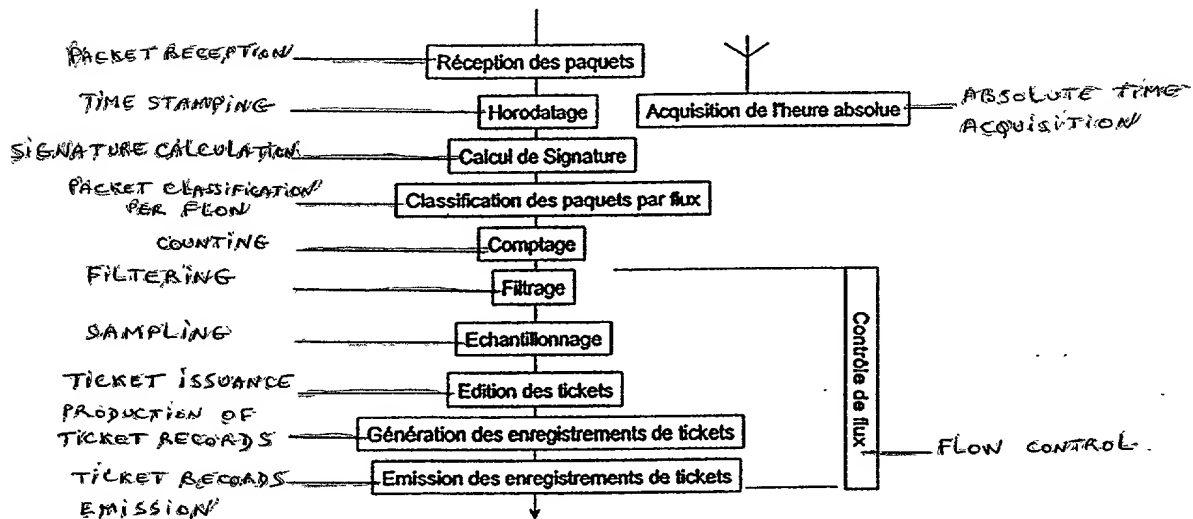 PACKET RECEPTION
Réception des paquets
TIME STAMPING
Horodatage
Acquisition de l'heure absolue
ABSOLUTE TIME
ACQUISITION
SIGNATURE CALCULATION
Calcul de Signature
PACKET CLASSIFICATION
PER FLOW
Classification des paquets par flux
COUNTING
Comptage
FILTERING
Filtrage
SAMPLING
Echantillonnage
TICKET ISSUANCE
Edition des tickets
PRODUCTION OF
TICKET RECORDS
Génération des enregistrements de tickets
TICKET RECORDS
EMISSION
Emission des enregistrements de tickets
Contrôle de flux
FLOW CONTROL.